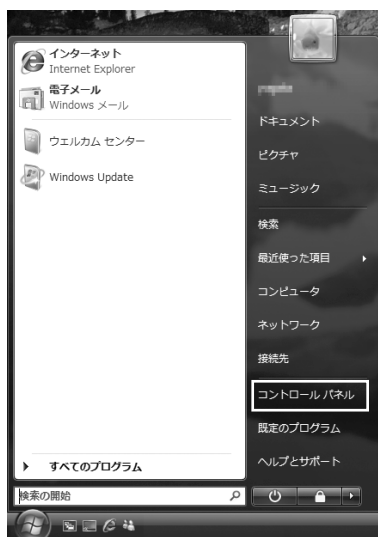 インターネット
Internet Explorer
電子メール
Windows メール
ウェルカム センター
Windows Update
すべてのプログラム
検索の開始
ドキュメント
ピクチャ
ミュージック
検索
最近使った項目
コンピュータ
ネットワーク
接続先
コントロール パネル
既定のプログラム
ヘルプとサポート